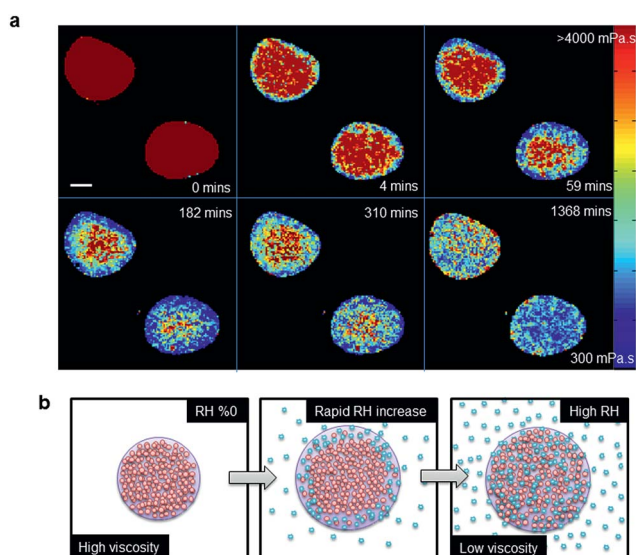 a
>4000 mPa.s
0 mins
4 mins
59 mins
182 mins
310 mins
1368 mins
300 mPa.s
b
RH %0
Rapid RH increase
High RH
High viscosity
Low viscosity